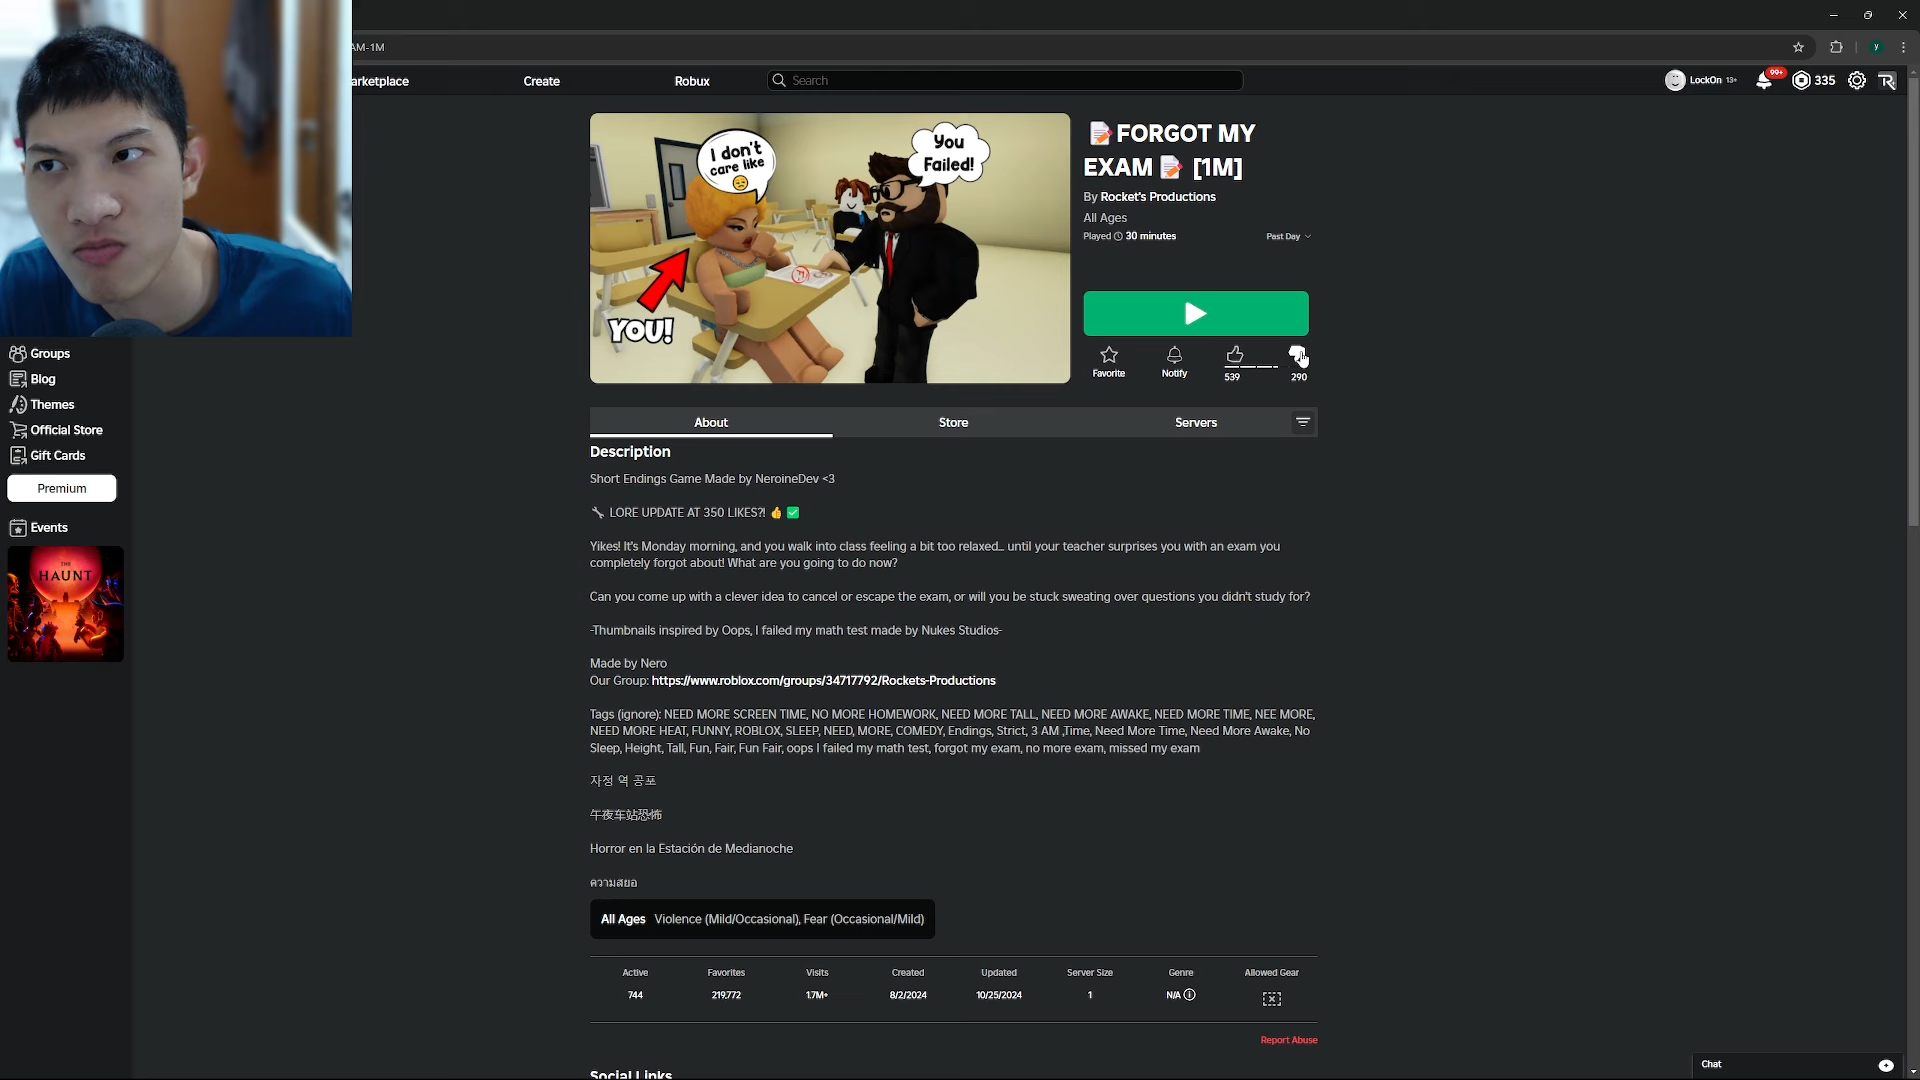 AM-1M
arketplace
Create
Robux
Search
LockOn 13+
99+
335
I don't
care like
You
Failed!
YOU!
📝FORGOT MY
EXAM📝 [1M]
By Rocket's Productions
All Ages
Played 30 minutes
Past Day
Favorite
Notify
539
290
Groups
Blog
Themes
Official Store
Gift Cards
Premium
Events
THE
HAUNT
About
Store
Servers
Description
Short Endings Game Made by NeroineDev <3
🔧 LORE UPDATE AT 350 LIKES?! 👍 ✅
Yikes! It's Monday morning, and you walk into class feeling a bit too relaxed... until your teacher surprises you with an exam you
completely forgot about! What are you going to do now?
Can you come up with a clever idea to cancel or escape the exam, or will you be stuck sweating over questions you didn't study for?
-Thumbnails inspired by Oops, I failed my math test made by Nukes Studios-
Made by Nero
Our Group: https://www.roblox.com/groups/34717792/Rockets-Productions
Tags (ignore): NEED MORE SCREEN TIME, NO MORE HOMEWORK, NEED MORE TALL, NEED MORE AWAKE, NEED MORE TIME, NEE MORE,
NEED MORE HEAT, FUNNY, ROBLOX, SLEEP, NEED, MORE, COMEDY, Endings, Strict, 3 AM ,Time, Need More Time, Need More Awake, No
Sleep, Height, Tall, Fun, Fair, Fun Fair, oops I failed my math test, forgot my exam, no more exam, missed my exam
자정 역 공포
午夜车站恐怖
Horror en la Estación de Medianoche
ความสยอ
All Ages Violence (Mild/Occasional), Fear (Occasional/Mild)
Active
Favorites
Visits
Created
Updated
Server Size
Genre
Allowed Gear
744
219,772
1.7M+
8/2/2024
10/25/2024
1
N/A
Report Abuse
Social Links
Chat